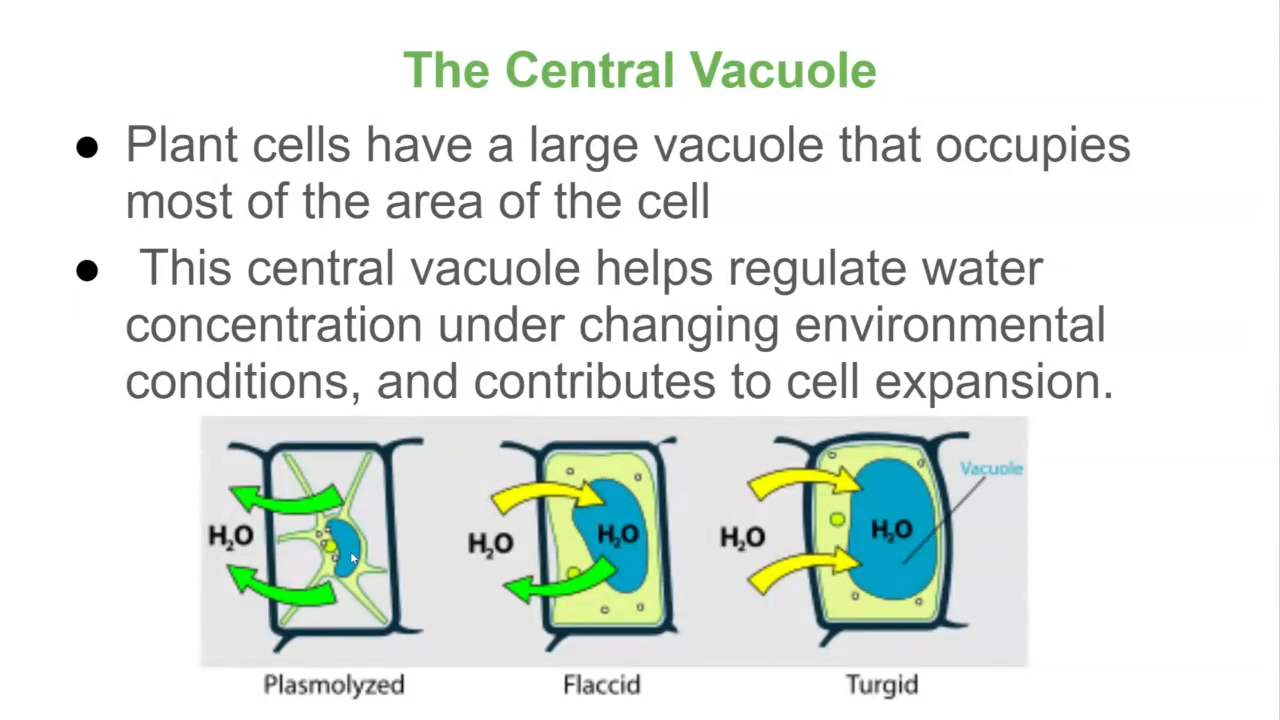 The Central Vacuole
● Plant cells have a large vacuole that occupies
most of the area of the cell
● This central vacuole helps regulate water
concentration under changing environmental
conditions, and contributes to cell expansion.
Vacuole
H₂O
H₂O
H₂O
H₂O
H₂O
Plasmolyzed
Flaccid
Turgid